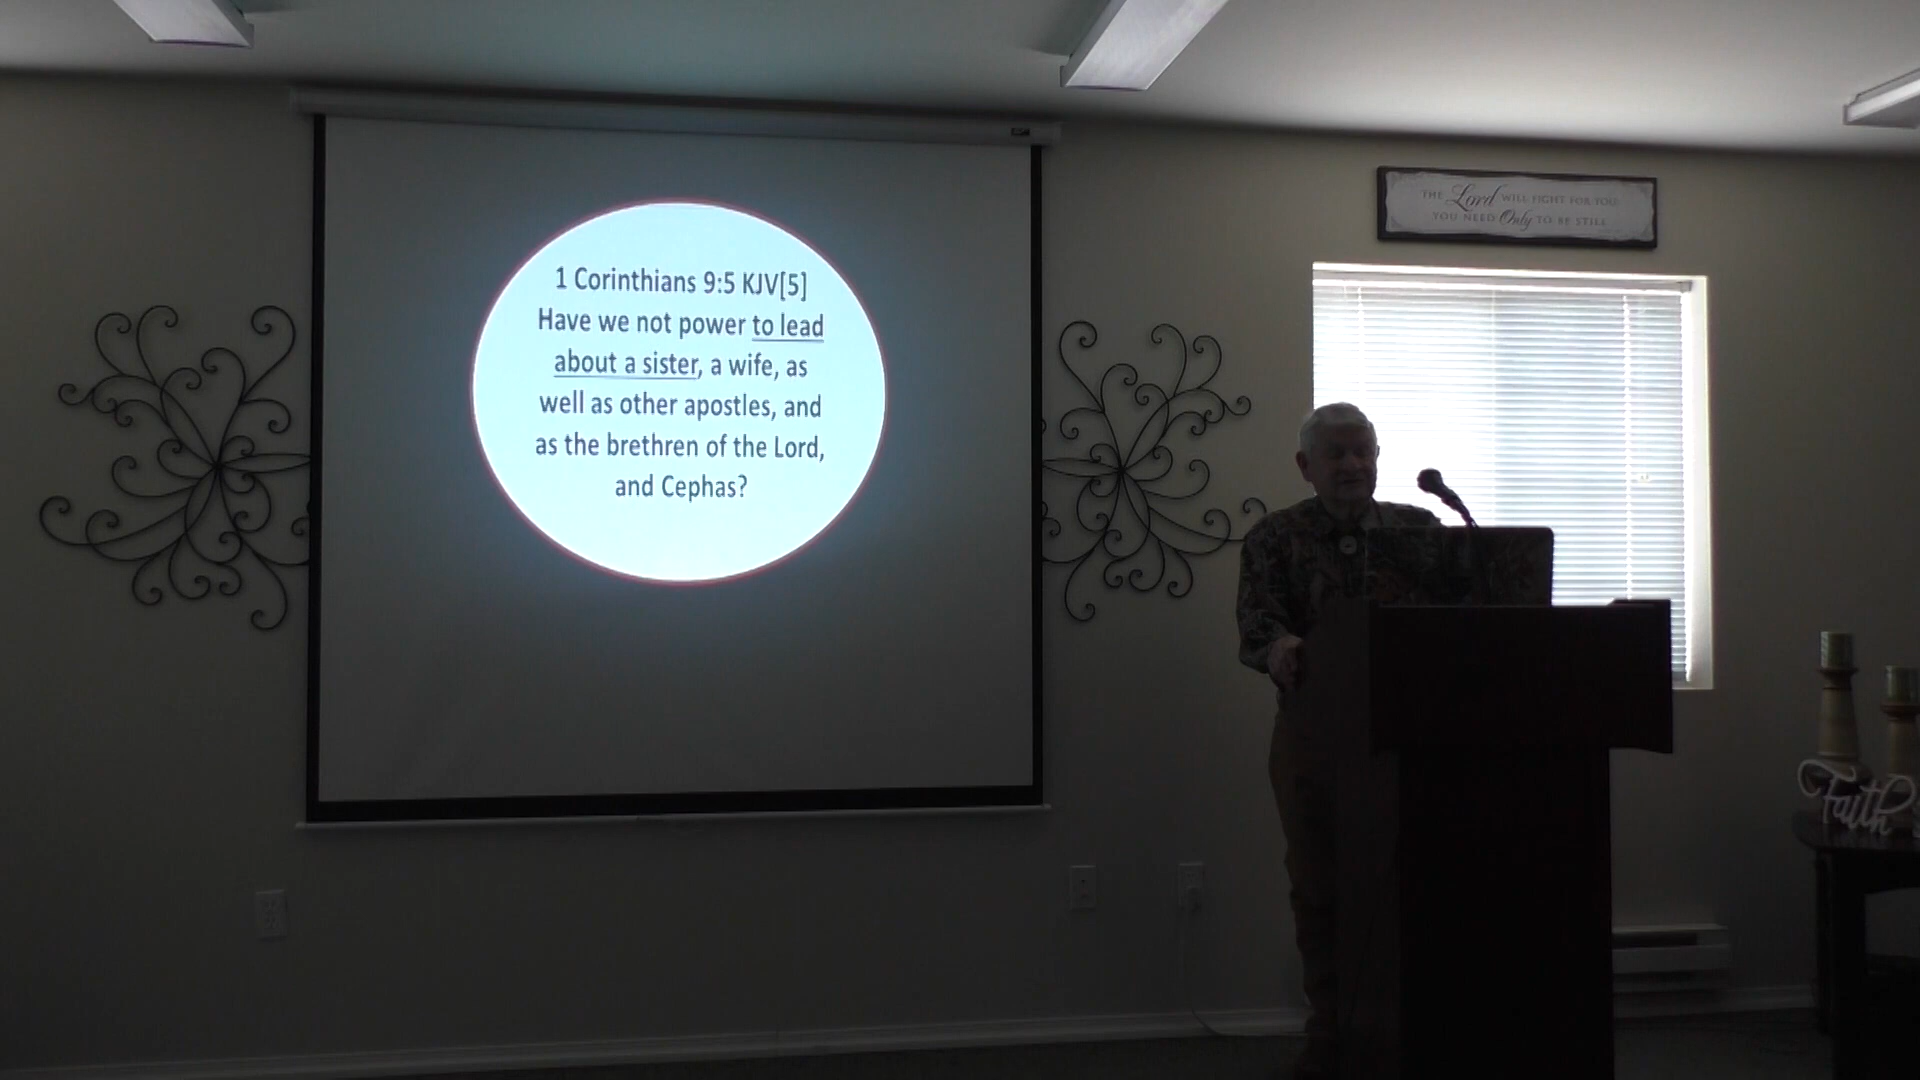 1 Corinthians 9:5 KJV[5]
Have we not power to lead
about a sister, a wife, as
well as other apostles, and
as the brethren of the Lord,
and Cephas?
THE Lord WILL FIGHT FOR YOU;
YOU NEED Only TO BE STILL
Faith